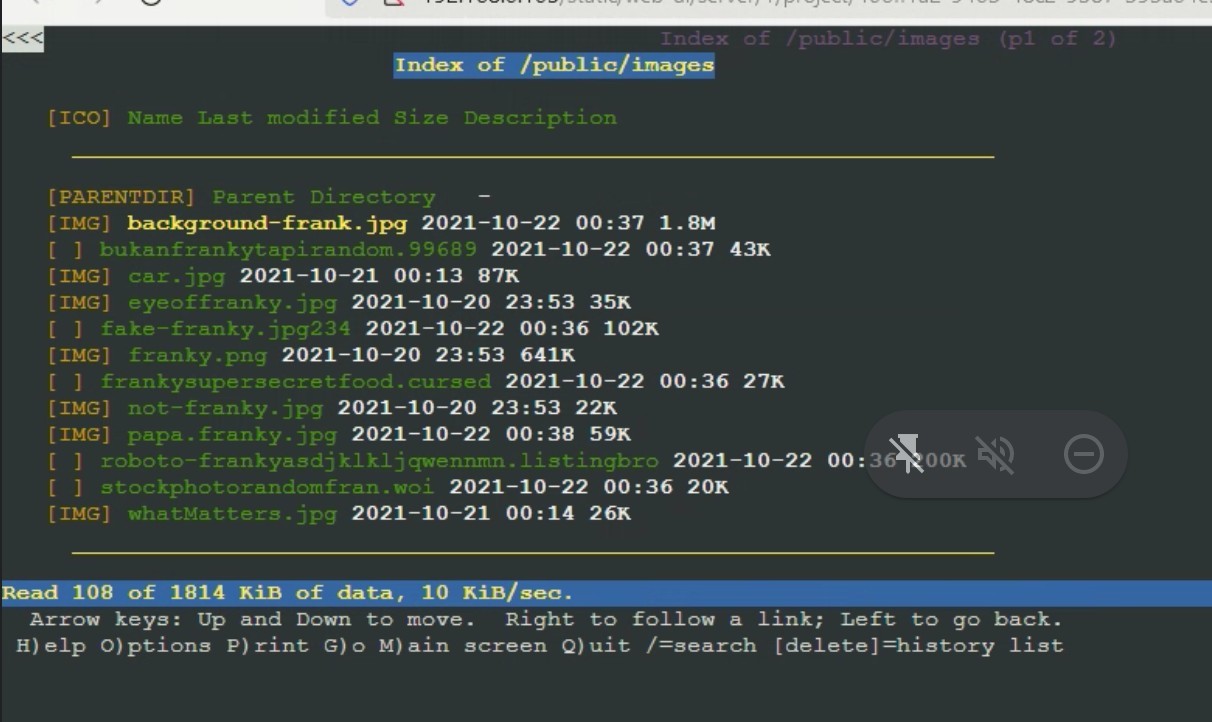 <<< Index of /public/images (p1 of 2)
Index of /public/images
[ICO] Name Last modified Size Description
[PARENTDIR] Parent Directory -
[IMG] background-frank.jpg 2021-10-22 00:37 1.8M
[ ] bukanfrankytapirandom.99689 2021-10-22 00:37 43K
[IMG] car.jpg 2021-10-21 00:13 87K
[IMG] eyeoffranky.jpg 2021-10-20 23:53 35K
[ ] fake-franky.jpg234 2021-10-22 00:36 102K
[IMG] franky.png 2021-10-20 23:53 641K
[ ] frankysupersecretfood.cursed 2021-10-22 00:36 27K
[IMG] not-franky.jpg 2021-10-20 23:53 22K
[IMG] papa.franky.jpg 2021-10-22 00:38 59K
[ ] roboto-frankyasdjklkljqwennmn.listingbro 2021-10-22 00:36 200K
[ ] stockphotorandomfran.woi 2021-10-22 00:36 20K
[IMG] whatMatters.jpg 2021-10-21 00:14 26K
Read 108 of 1814 KiB of data, 10 KiB/sec.
Arrow keys: Up and Down to move. Right to follow a link; Left to go back.
H)elp O)ptions P)rint G)o M)ain screen Q)uit /=search [delete]=history list